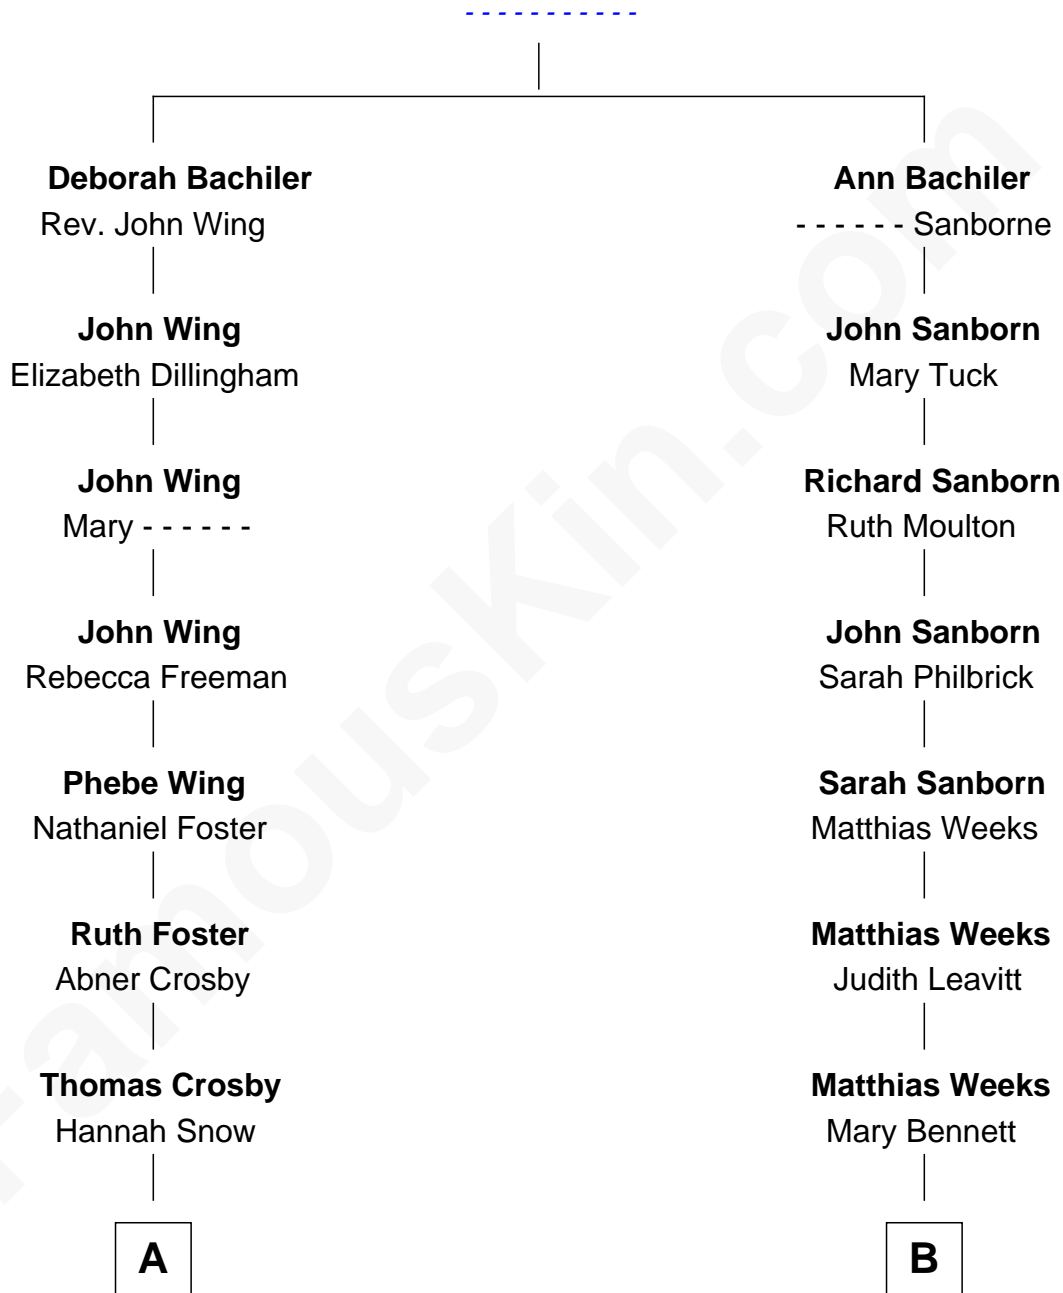 - - - - - - - - - - -
Deborah Bachiler
Rev. John Wing
Ann Bachiler
- - - - - - Sanborne
John Wing
Elizabeth Dillingham
John Sanborn
Mary Tuck
John Wing
Mary - - - - - -
Richard Sanborn
Ruth Moulton
John Wing
Rebecca Freeman
John Sanborn
Sarah Philbrick
Phebe Wing
Nathaniel Foster
Sarah Sanborn
Matthias Weeks
Ruth Foster
Abner Crosby
Matthias Weeks
Judith Leavitt
Thomas Crosby
Hannah Snow
Matthias Weeks
Mary Bennett
A
B
FamousKin.com